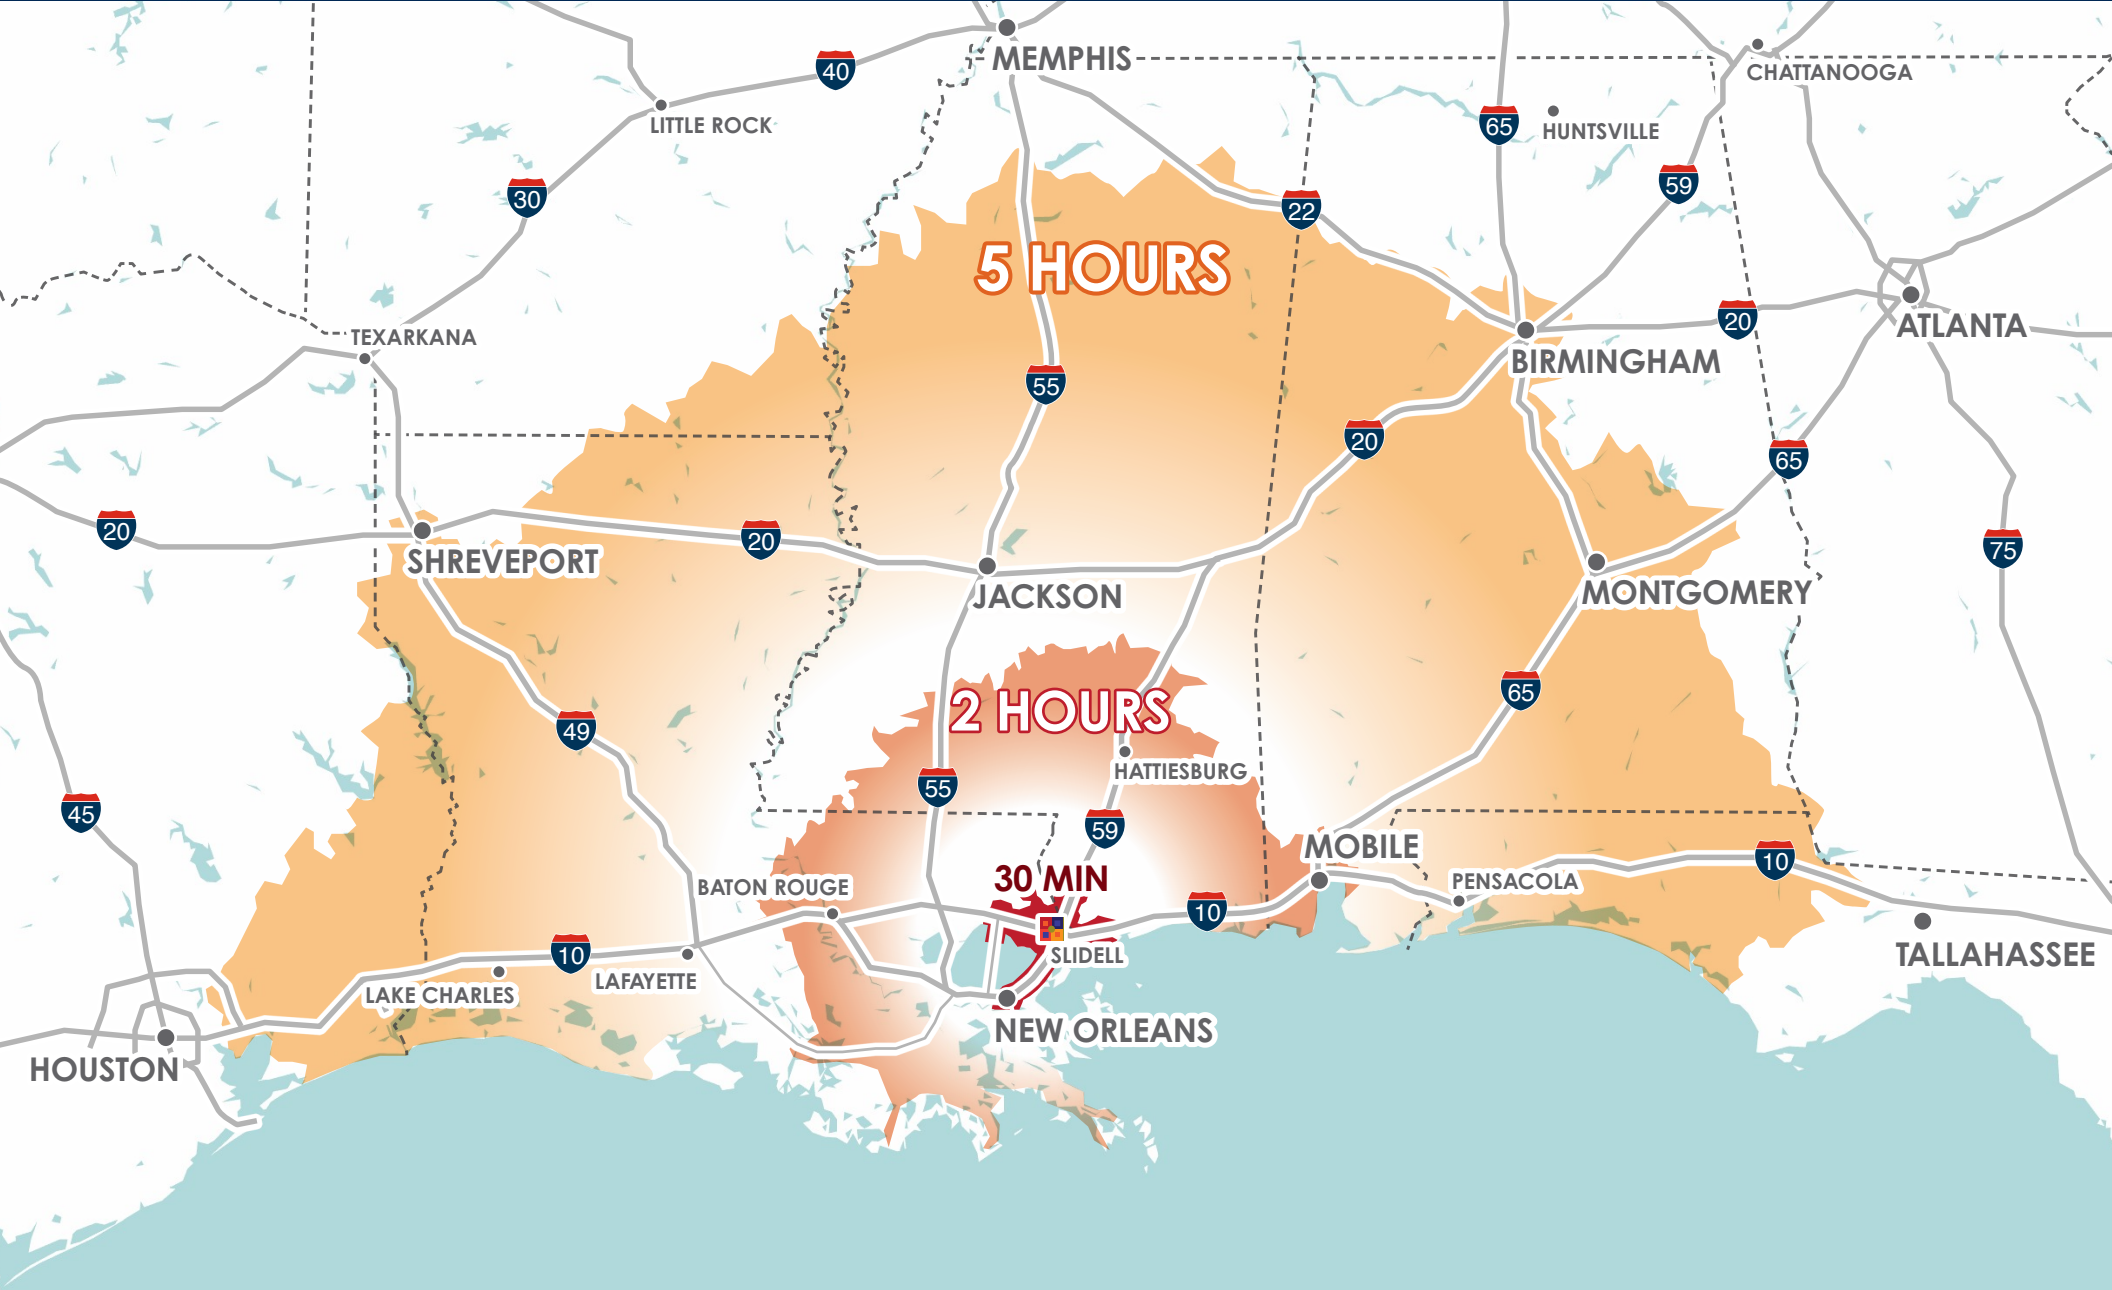 MEMPHIS
CHATTANOOGA
40
LITTLE ROCK
65
HUNTSVILLE
30
59
22
5 HOURS
TEXARKANA
20
ATLANTA
BIRMINGHAM
55
20
65
20
SHREVEPORT
20
JACKSON
MONTGOMERY
75
2 HOURS
65
49
HATTIESBURG
55
45
59
MOBILE
10
30 MIN
BATON ROUGE
PENSACOLA
10
10
LAFAYETTE
SLIDELL
TALLAHASSEE
LAKE CHARLES
NEW ORLEANS
HOUSTON